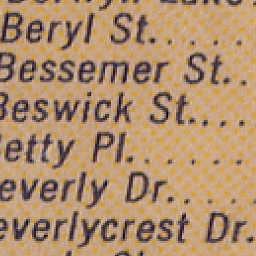 Beryl St. . . . . .
Bessemer St. .
Beswick St. . . .
etty Pl. . . . . . .
everly Dr. . . . .
everlycrest Dr.